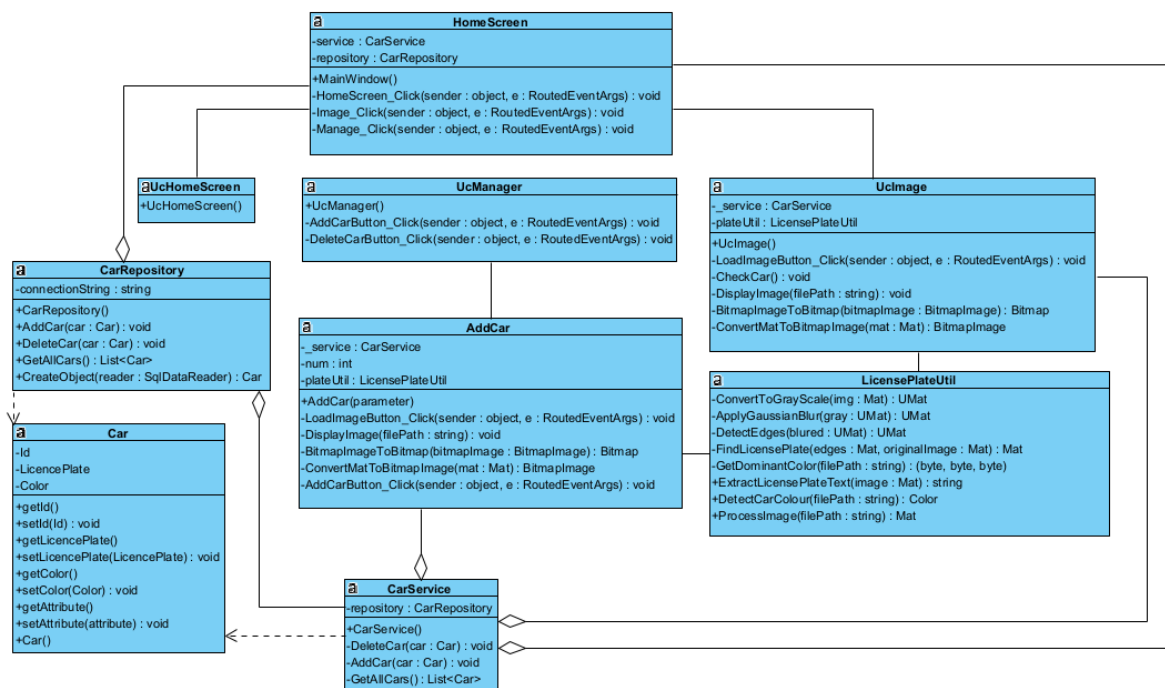 a
HomeScreen
-service : CarService
-repository : CarRepository
+MainWindow()
-HomeScreen_Click(sender : object, e : RoutedEventArgs) : void
-Image_Click(sender : object, e : RoutedEventArgs) : void
-Manage_Click(sender : object, e : RoutedEventArgs) : void
a
UcHomeScreen
+UcHomeScreen()
a
UcManager
+UcManager()
-AddCarButton_Click(sender : object, e : RoutedEventArgs) : void
-DeleteCarButton_Click(sender : object, e : RoutedEventArgs) : void
a
UcImage
-_service : CarService
-plateUtil : LicensePlateUtil
+UcImage()
-LoadImageButton_Click(sender : object, e : RoutedEventArgs) : void
-CheckCar() : void
-DisplayImage(filePath : string) : void
-BitmapImageToBitmap(bitmapImage : BitmapImage) : Bitmap
-ConvertMatToBitmapImage(mat : Mat) : BitmapImage
a
CarRepository
-connectionString : string
+CarRepository()
+AddCar(car : Car) : void
+DeleteCar(car : Car) : void
+GetAllCars() : List<Car>
+CreateObject(reader : SqlDataReader) : Car
a
AddCar
-_service : CarService
-num : int
-plateUtil : LicensePlateUtil
+AddCar(parameter)
-LoadImageButton_Click(sender : object, e : RoutedEventArgs) : void
-DisplayImage(filePath : string) : void
-BitmapImageToBitmap(bitmapImage : BitmapImage) : Bitmap
-ConvertMatToBitmapImage(mat : Mat) : BitmapImage
-AddCarButton_Click(sender : object, e : RoutedEventArgs) : void
a
LicensePlateUtil
-ConvertToGrayScale(img : Mat) : UMat
-ApplyGaussianBlur(gray : UMat) : UMat
-DetectEdges(blured : UMat) : UMat
-FindLicensePlate(edges : Mat, originalImage : Mat) : Mat
-GetDominantColor(filePath : string) : (byte, byte, byte)
+ExtractLicensePlateText(image : Mat) : string
+DetectCarColour(filePath : string) : Color
+ProcessImage(filePath : string) : Mat
a
Car
-Id
-LicencePlate
-Color
+getId()
+setId(Id) : void
+getLicencePlate()
+setLicencePlate(LicencePlate) : void
+getColor()
+setColor(Color) : void
+getAttribute()
+setAttribute(attribute) : void
+Car()
a
CarService
-repository : CarRepository
+CarService()
-DeleteCar(car : Car) : void
-AddCar(car : Car) : void
-GetAllCars() : List<Car>